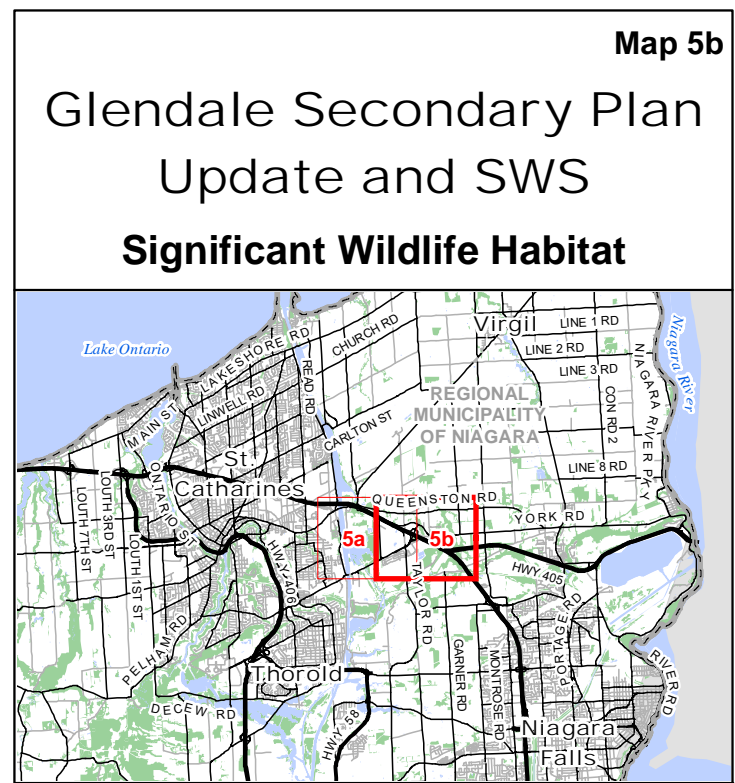 Map 5b
Glendale Secondary Plan
Update and SWS
Significant Wildlife Habitat
Lake Ontario
LAKESHORE RD
CHURCH RD
Virgil
LINE 1 RD
LINE 2 RD
LINE 3 RD
Niagara River
NIAGARA RIVER PKY
MAIN ST
LINWELL RD
READ RD
CARLTON ST
REGIONAL
MUNICIPALITY
OF NIAGARA
CON RD 2
LINE 8 RD
St
Catharines
ONTARIO ST
LOUTH 7TH ST
LOUTH 3RD ST
LOUTH 1ST ST
QUEENSTON RD
YORK RD
5a
5b
HWY 406
HWY 405
TAYLOR RD
PORTAGE RD
PELHAM RD
Thorold
GARNER RD
MONTROSE RD
RIVER RD
DECEW RD
HWY 58
Niagara
Falls